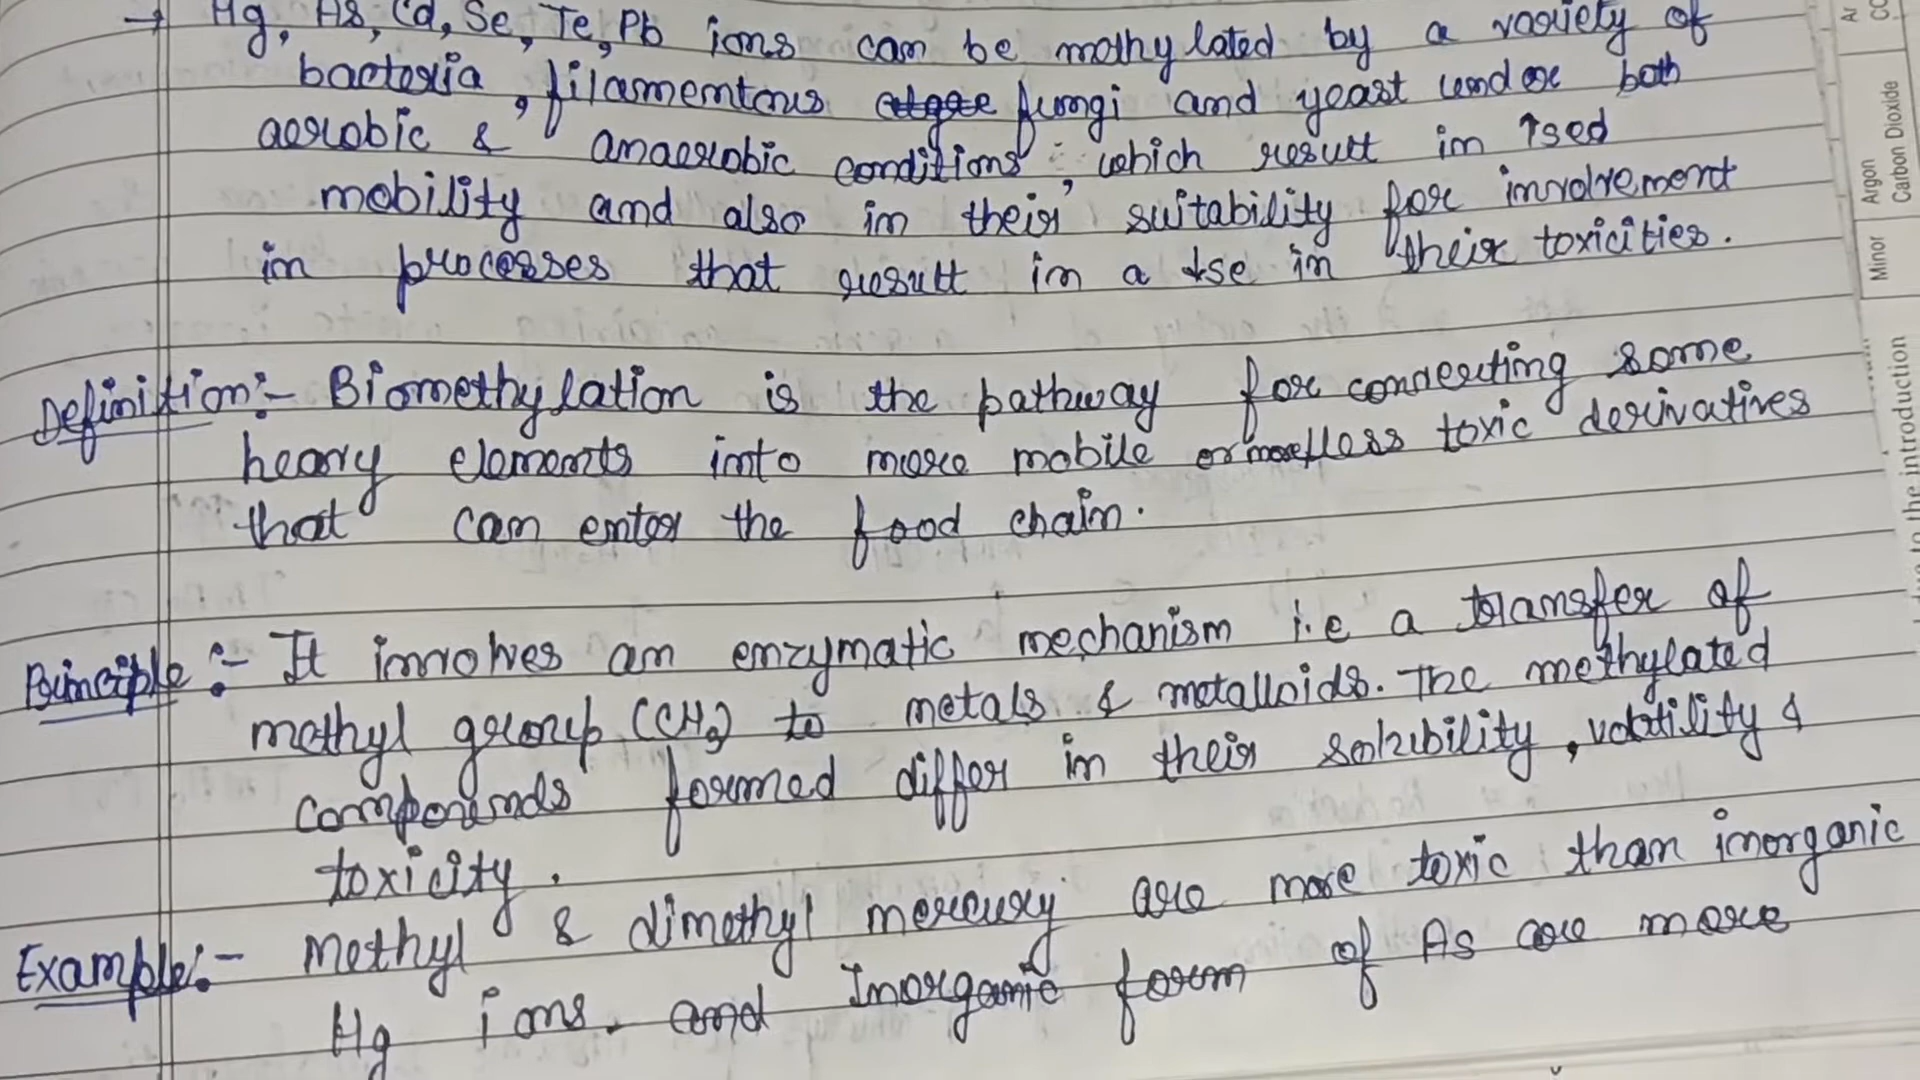 → Hg, As, Cd, Se, Te, Pb ions can be methylated by a variety of
bacteria, filamentous algae fungi and yeast under both
aerobic & anaerobic conditions, which result in ↑sed
mobility and also in their suitability for involvement
in processes that result in a ↓se in their toxicities.
Definition:- Biomethylation is the pathway for converting some
heavy elements into more mobile or more/less toxic derivatives
that can enter the food chain.
Principle:- It involves an enzymatic mechanism i.e a transfer of
methyl group (CH3) to metals & metalloids. The methylated
compounds formed differ in their solubility, volatility &
toxicity.
Example:- Methyl & dimethyl mercury are more toxic than inorganic
Hg ions. and Inorganic form of As are more
Ar
Argon
Carbon Dioxide
Minor
to the introduction